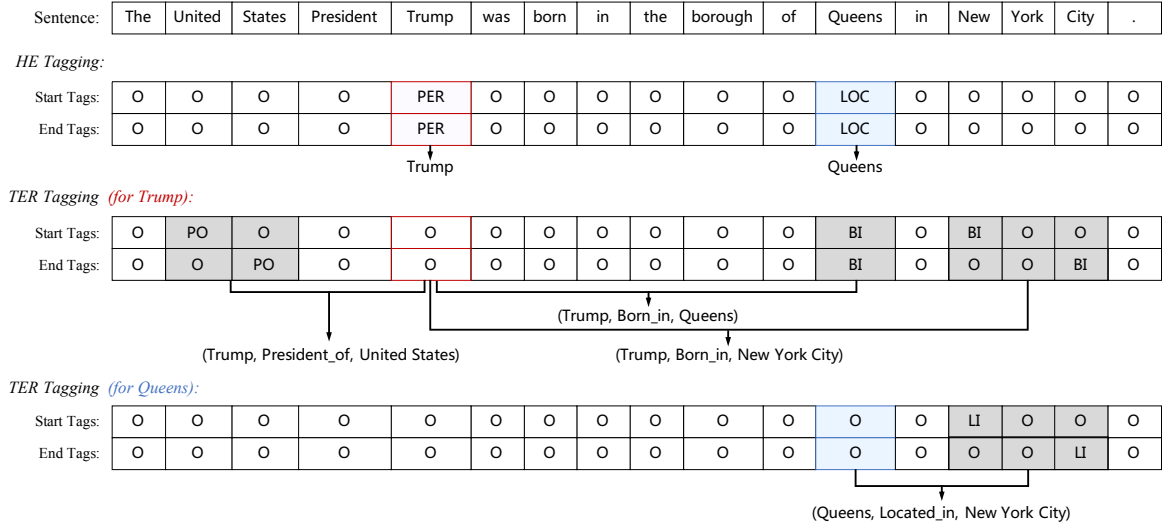 Sentence: The United States President Trump was born in the borough of Queens in New York City .
HE Tagging:
Start Tags: O O O O PER O O O O O O LOC O O O O O
End Tags: O O O O PER O O O O O O LOC O O O O O
Trump Queens
TER Tagging (for Trump):
Start Tags: O PO O O O O O O O O O BI O BI O O O
End Tags: O O PO O O O O O O O O BI O O O BI O
(Trump, Born_in, Queens)
(Trump, President_of, United States) (Trump, Born_in, New York City)
TER Tagging (for Queens):
Start Tags: O O O O O O O O O O O O O LI O O O
End Tags: O O O O O O O O O O O O O O O LI O
(Queens, Located_in, New York City)